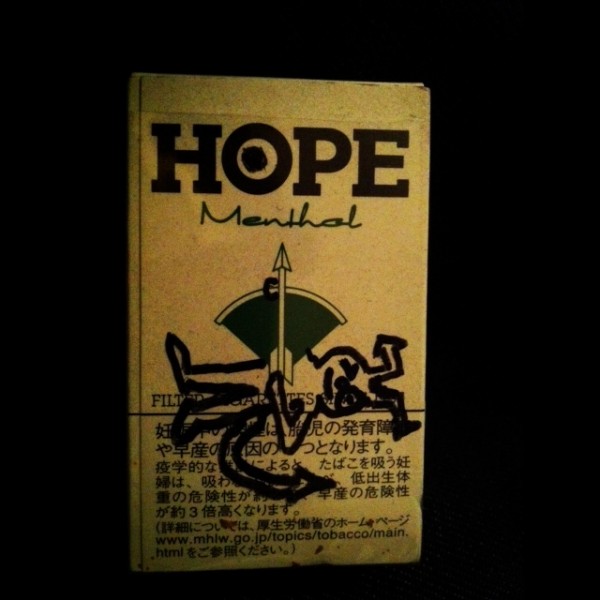 HOPE
Menthol
C
FILTER CIGARETTES
は、胎児の発育障害
や早産の原因の一つとなります。
疫学的な によると、たばこを吸う妊
婦は、吸わ 低出生体
重の危険性が約 早産の危険性
が約3倍高くなります。
(詳細については、厚生労働省のホーム・ページ
www.mhlw.go.jp/topics/tobacco/main.
htmlをご参照ください。)